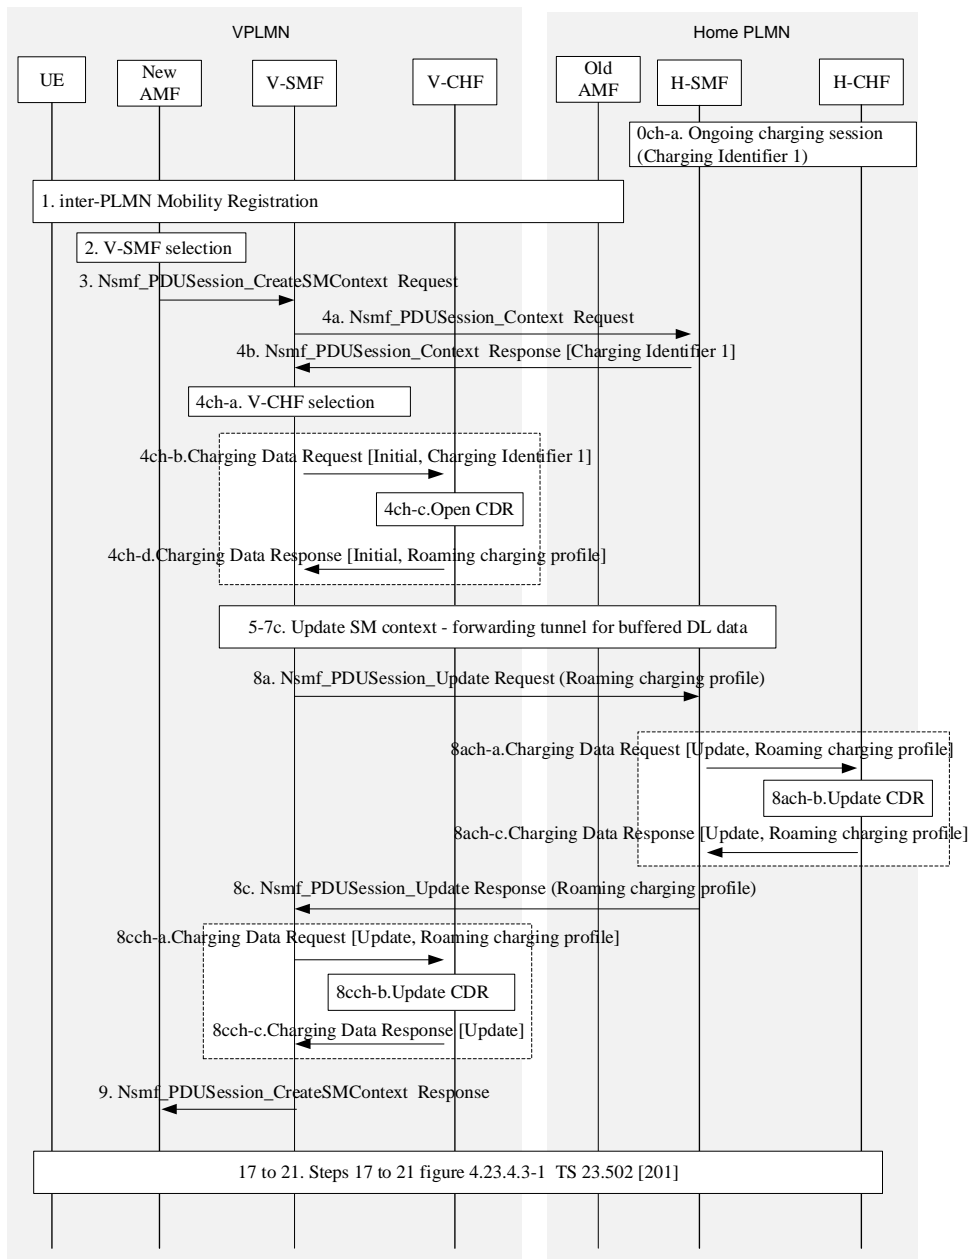 VPLMN
Home PLMN
UE
New
AMF
V-SMF
V-CHF
Old
AMF
H-SMF
H-CHF
0ch-a. Ongoing charging session
(Charging Identifier 1)
1. inter-PLMN Mobility Registration
2. V-SMF selection
3. Nsmf_PDUSession_CreateSMContext Request
4a. Nsmf_PDUSession_Context Request
4b. Nsmf_PDUSession_Context Response [Charging Identifier 1]
4ch-a. V-CHF selection
4ch-b.Charging Data Request [Initial, Charging Identifier 1]
4ch-c.Open CDR
4ch-d.Charging Data Response [Initial, Roaming charging profile]
5-7c. Update SM context - forwarding tunnel for buffered DL data
8a. Nsmf_PDUSession_Update Request (Roaming charging profile)
8ach-a.Charging Data Request [Update, Roaming charging profile]
8ach-b.Update CDR
8ach-c.Charging Data Response [Update, Roaming charging profile]
8c. Nsmf_PDUSession_Update Response (Roaming charging profile)
8cch-a.Charging Data Request [Update, Roaming charging profile]
8cch-b.Update CDR
8cch-c.Charging Data Response [Update]
9. Nsmf_PDUSession_CreateSMContext Response
17 to 21. Steps 17 to 21 figure 4.23.4.3-1 TS 23.502 [201]